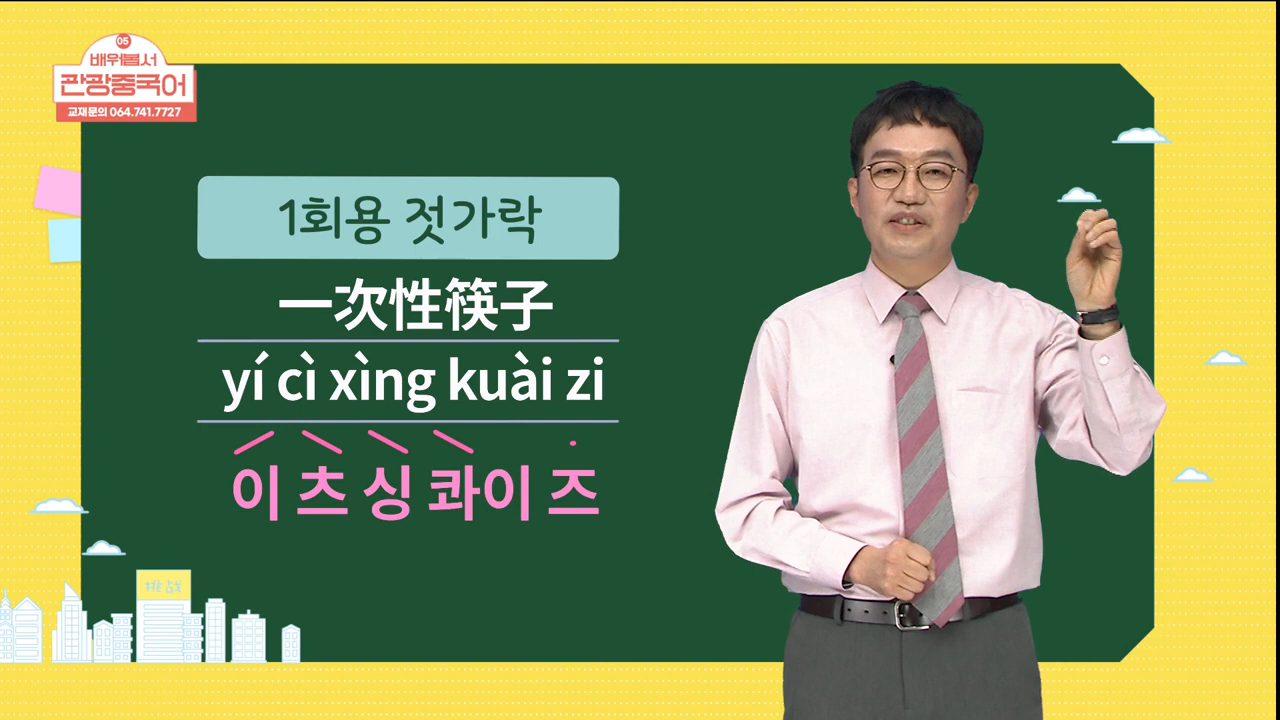 05
배워봅서
관광중국어
교재문의 064.741.7727
1회용 젓가락
一次性筷子
yí cì xìng kuài zi
이 츠 싱 콰이 즈